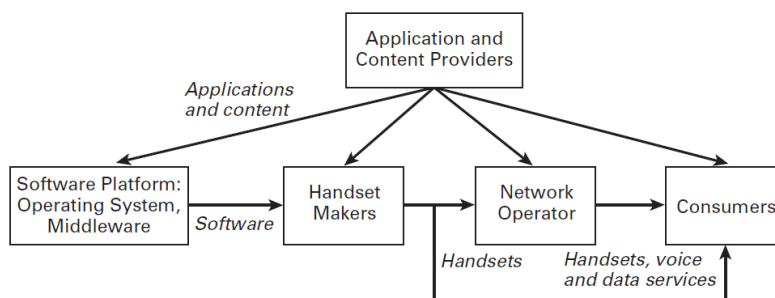 Application and
Content Providers
Applications
and content
Software Platform:
Operating System,
Middleware
Software
Handset
Makers
Handsets
Network
Operator
Handsets, voice
and data services
Consumers